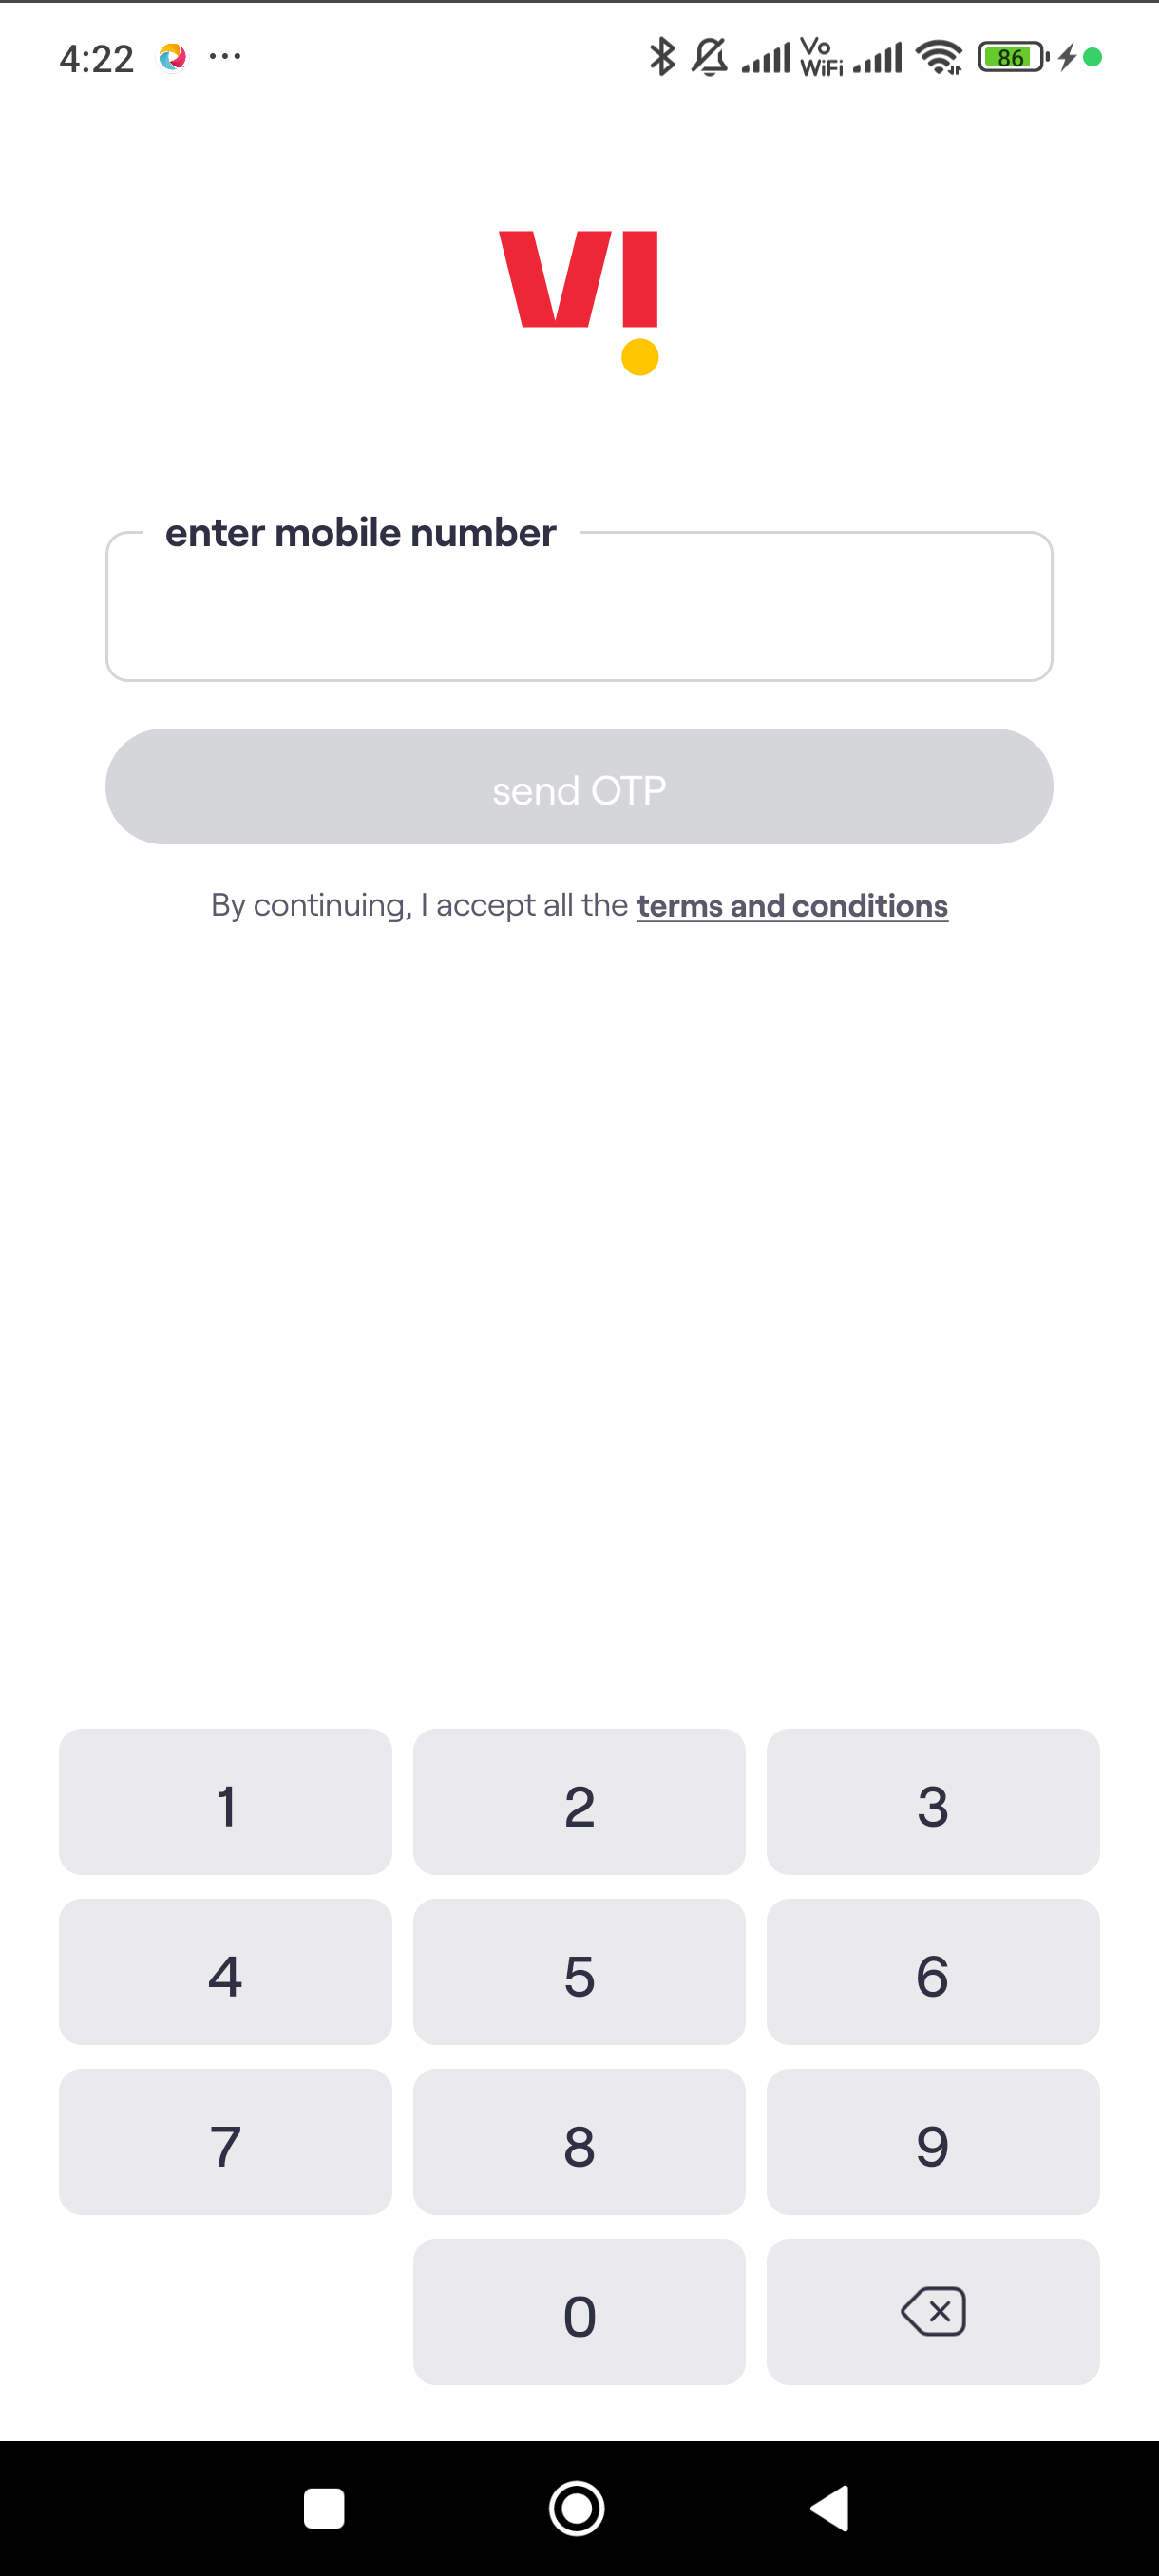 4:22 ... Vo WiFi 86
VI
enter mobile number
send OTP
By continuing, I accept all the terms and conditions
1 2 3
4 5 6
7 8 9
0